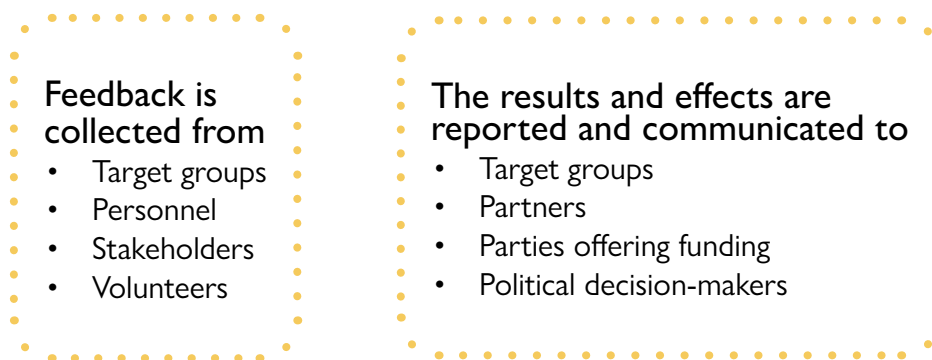 Feedback is
collected from
• Target groups
• Personnel
• Stakeholders
• Volunteers
The results and effects are
reported and communicated to
• Target groups
• Partners
• Parties offering funding
• Political decision-makers